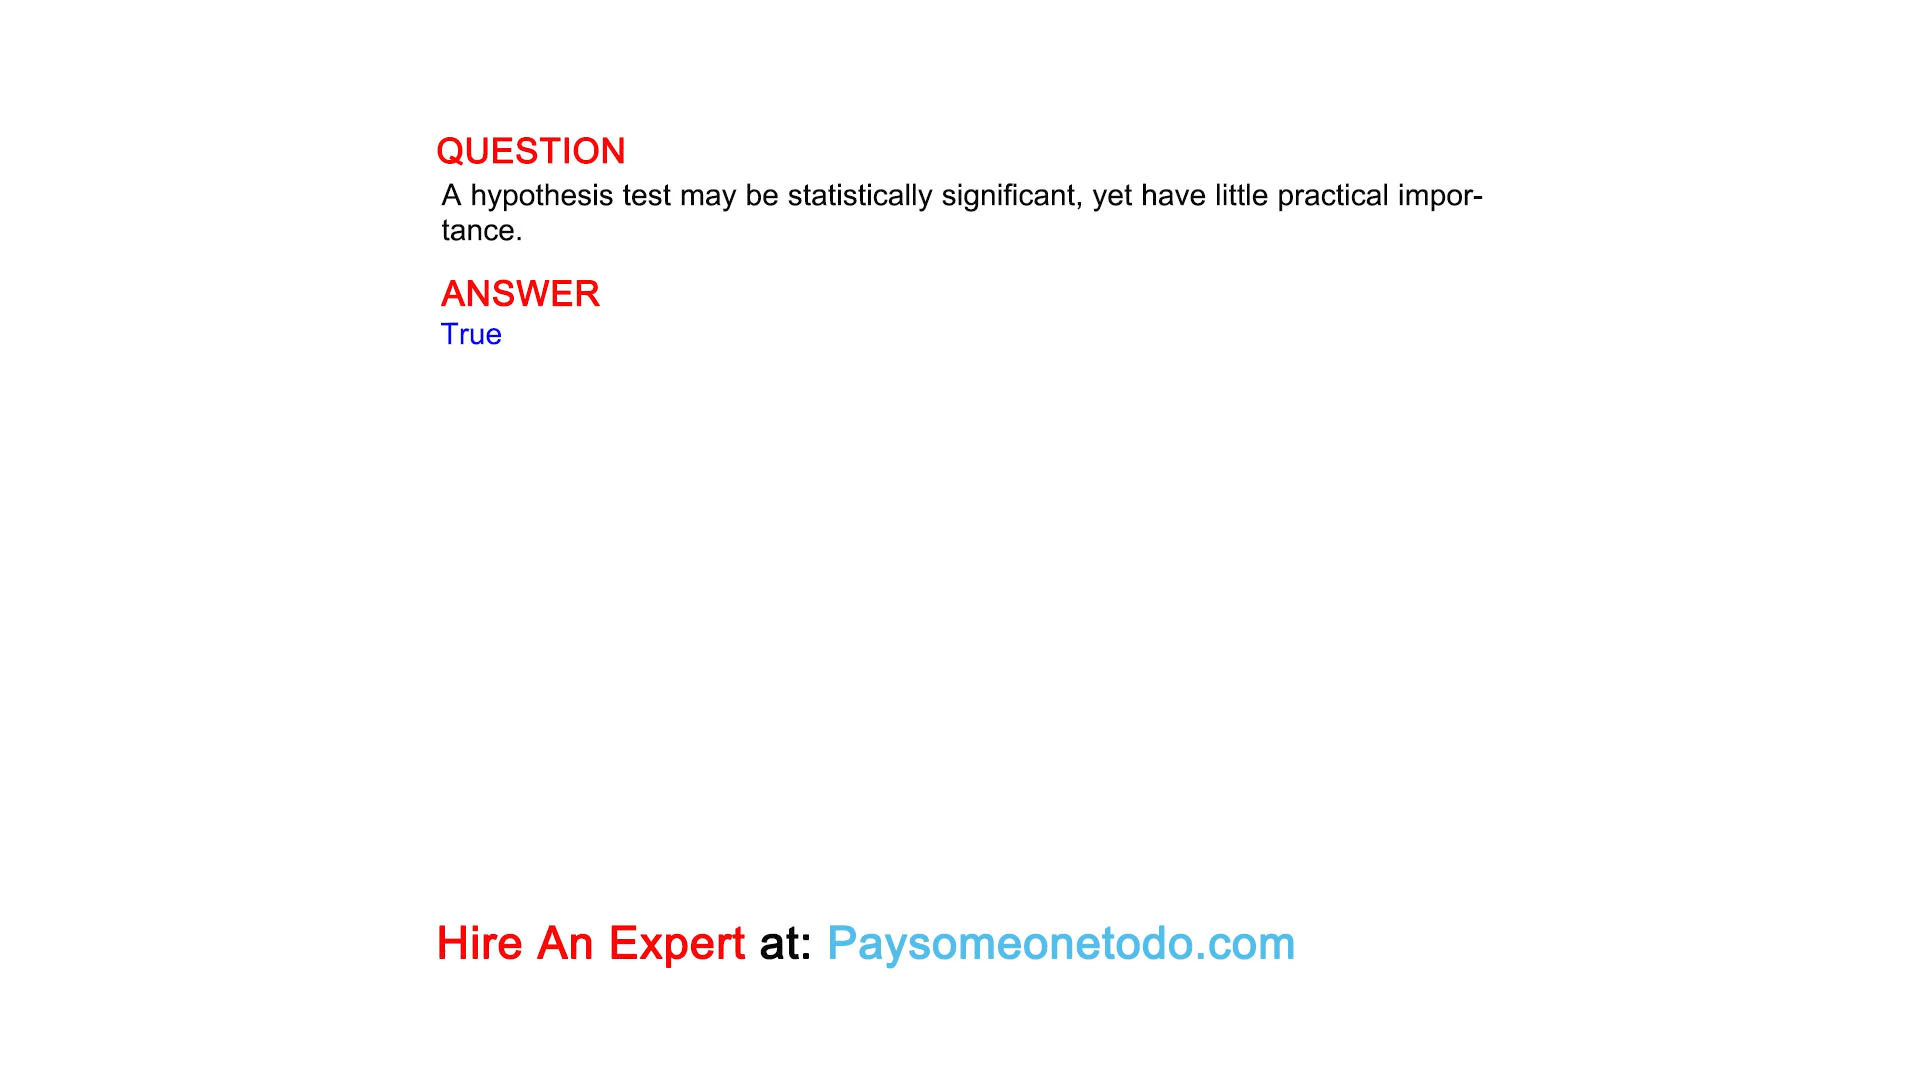 QUESTION
A hypothesis test may be statistically significant, yet have little practical impor-
tance.
ANSWER
True
Hire An Expert at: Paysomeonetodo.com